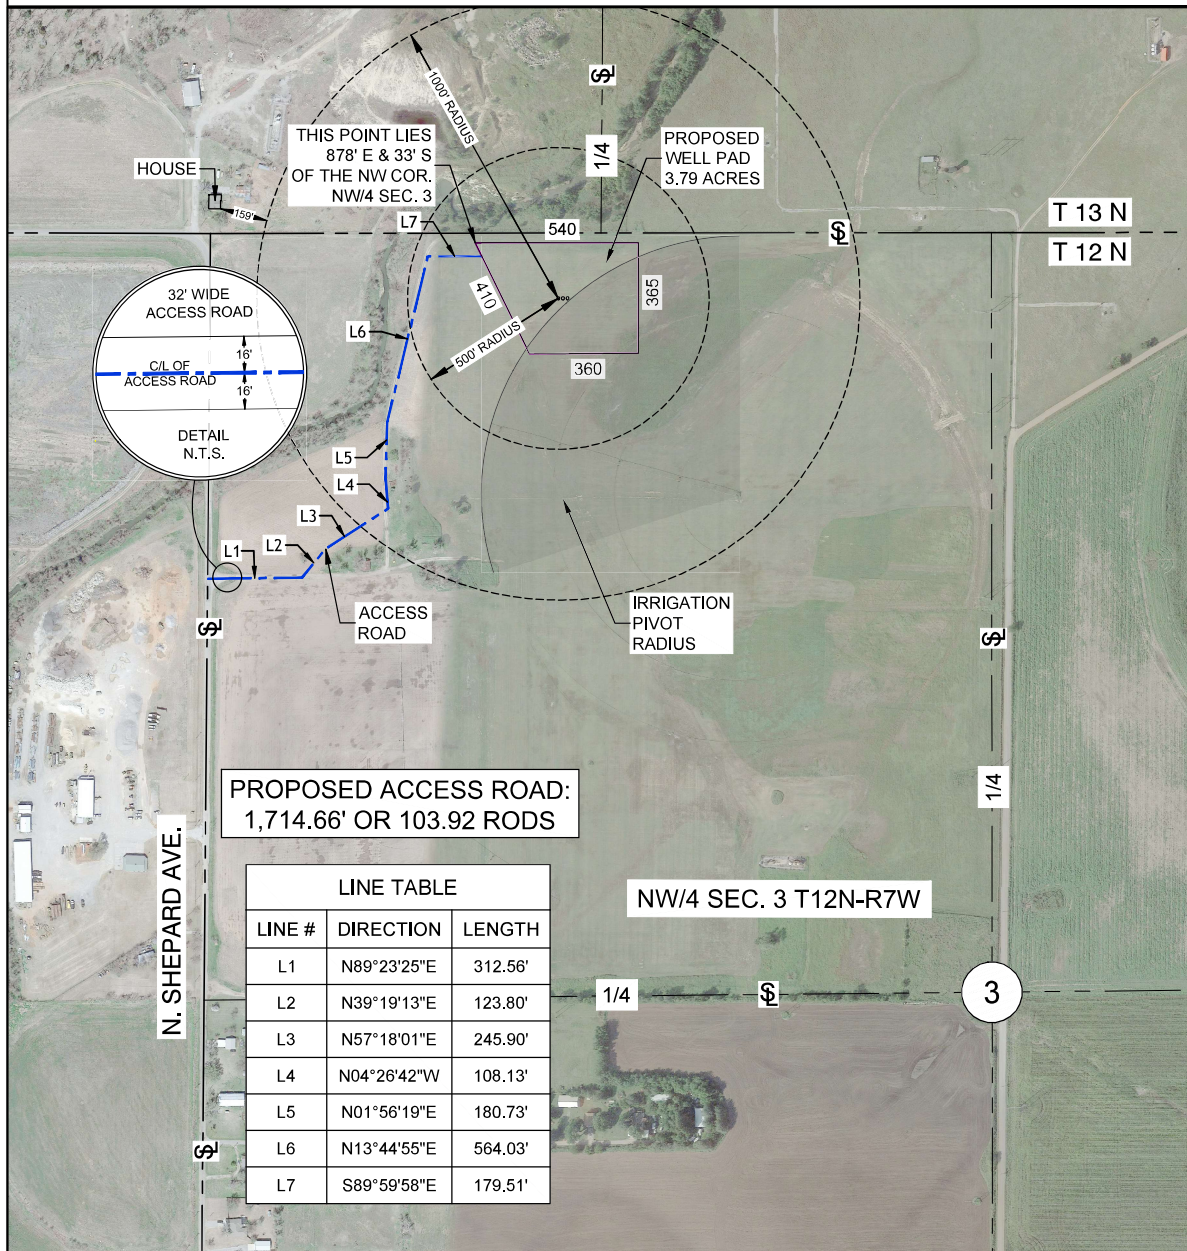 1000' RADIUS
℄
1/4
THIS POINT LIES
878' E & 33' S
OF THE NW COR.
NW/4 SEC. 3
PROPOSED
WELL PAD
3.79 ACRES
HOUSE
159'
L7
540
℄
T 13 N
T 12 N
32' WIDE
ACCESS ROAD
16'
C/L OF
ACCESS ROAD
16'
DETAIL
N.T.S.
410
365
L6
500' RADIUS
360
L5
L4
L3
L2
L1
ACCESS
ROAD
IRRIGATION
PIVOT
RADIUS
℄
℄
PROPOSED ACCESS ROAD:
1,714.66' OR 103.92 RODS
1/4
N. SHEPARD AVE.
LINE TABLE
LINE # DIRECTION LENGTH
L1 N89°23'25"E 312.56'
L2 N39°19'13"E 123.80'
L3 N57°18'01"E 245.90'
L4 N04°26'42"W 108.13'
L5 N01°56'19"E 180.73'
L6 N13°44'55"E 564.03'
L7 S89°59'58"E 179.51'
NW/4 SEC. 3 T12N-R7W
1/4
℄
3
℄